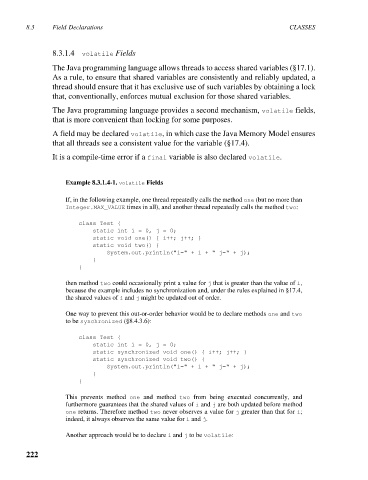 8.3 Field Declarations CLASSES
8.3.1.4 volatile Fields
The Java programming language allows threads to access shared variables (§17.1).
As a rule, to ensure that shared variables are consistently and reliably updated, a
thread should ensure that it has exclusive use of such variables by obtaining a lock
that, conventionally, enforces mutual exclusion for those shared variables.
The Java programming language provides a second mechanism, volatile fields,
that is more convenient than locking for some purposes.
A field may be declared volatile, in which case the Java Memory Model ensures
that all threads see a consistent value for the variable (§17.4).
It is a compile-time error if a final variable is also declared volatile.
Example 8.3.1.4-1. volatile Fields
If, in the following example, one thread repeatedly calls the method one (but no more than
Integer.MAX_VALUE times in all), and another thread repeatedly calls the method two:
class Test {
static int i = 0, j = 0;
static void one() { i++; j++; }
static void two() {
System.out.println("i=" + i + " j=" + j);
}
}
then method two could occasionally print a value for j that is greater than the value of i,
because the example includes no synchronization and, under the rules explained in §17.4,
the shared values of i and j might be updated out of order.
One way to prevent this out-or-order behavior would be to declare methods one and two
to be synchronized (§8.4.3.6):
class Test {
static int i = 0, j = 0;
static synchronized void one() { i++; j++; }
static synchronized void two() {
System.out.println("i=" + i + " j=" + j);
}
}
This prevents method one and method two from being executed concurrently, and
furthermore guarantees that the shared values of i and j are both updated before method
one returns. Therefore method two never observes a value for j greater than that for i;
indeed, it always observes the same value for i and j.
Another approach would be to declare i and j to be volatile:
222